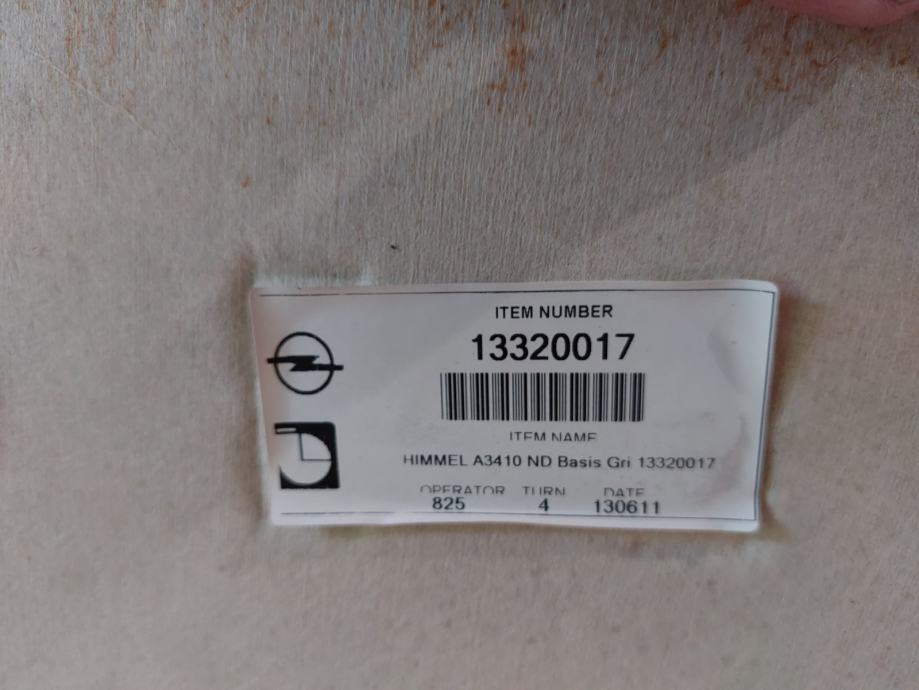 ITEM NUMBER
13320017
ITEM NAME
HIMMEL A3410 ND Basis Gri 13320017
OPERATOR TURN DATE
825 4 130611